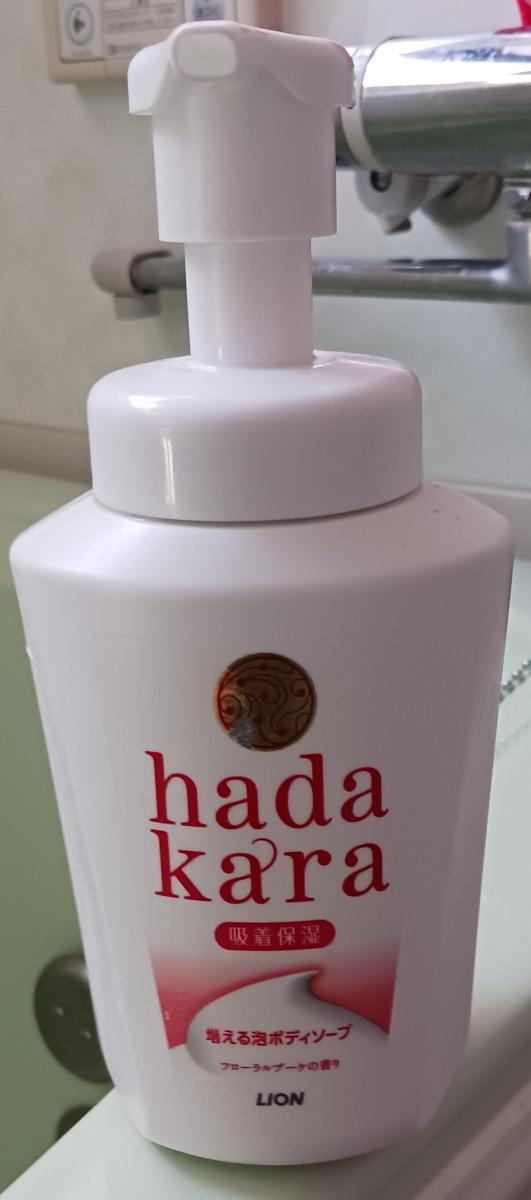 hada
kara
吸着保湿
増える泡ボディソープ
フローラルブーケの香り
LION